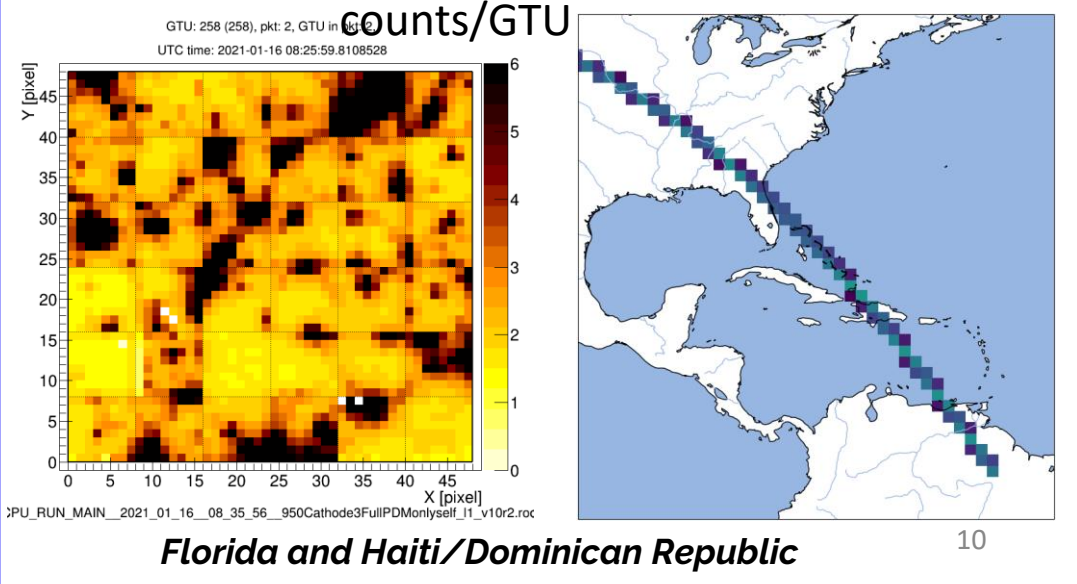 counts/GTU
GTU: 258 (258), pkt: 2, GTU in pkt: 2,
UTC time: 2021-01-16 08:25:59.8108528
Y [pixel]
45
40
35
30
25
20
15
10
5
0
0 5 10 15 20 25 30 35 40 45
X [pixel]
6
5
4
3
2
1
0
CPU_RUN_MAIN__2021_01_16__08_35_56__950Cathode3FullPDMonlyself_l1_v10r2.roo
Florida and Haiti/Dominican Republic
10